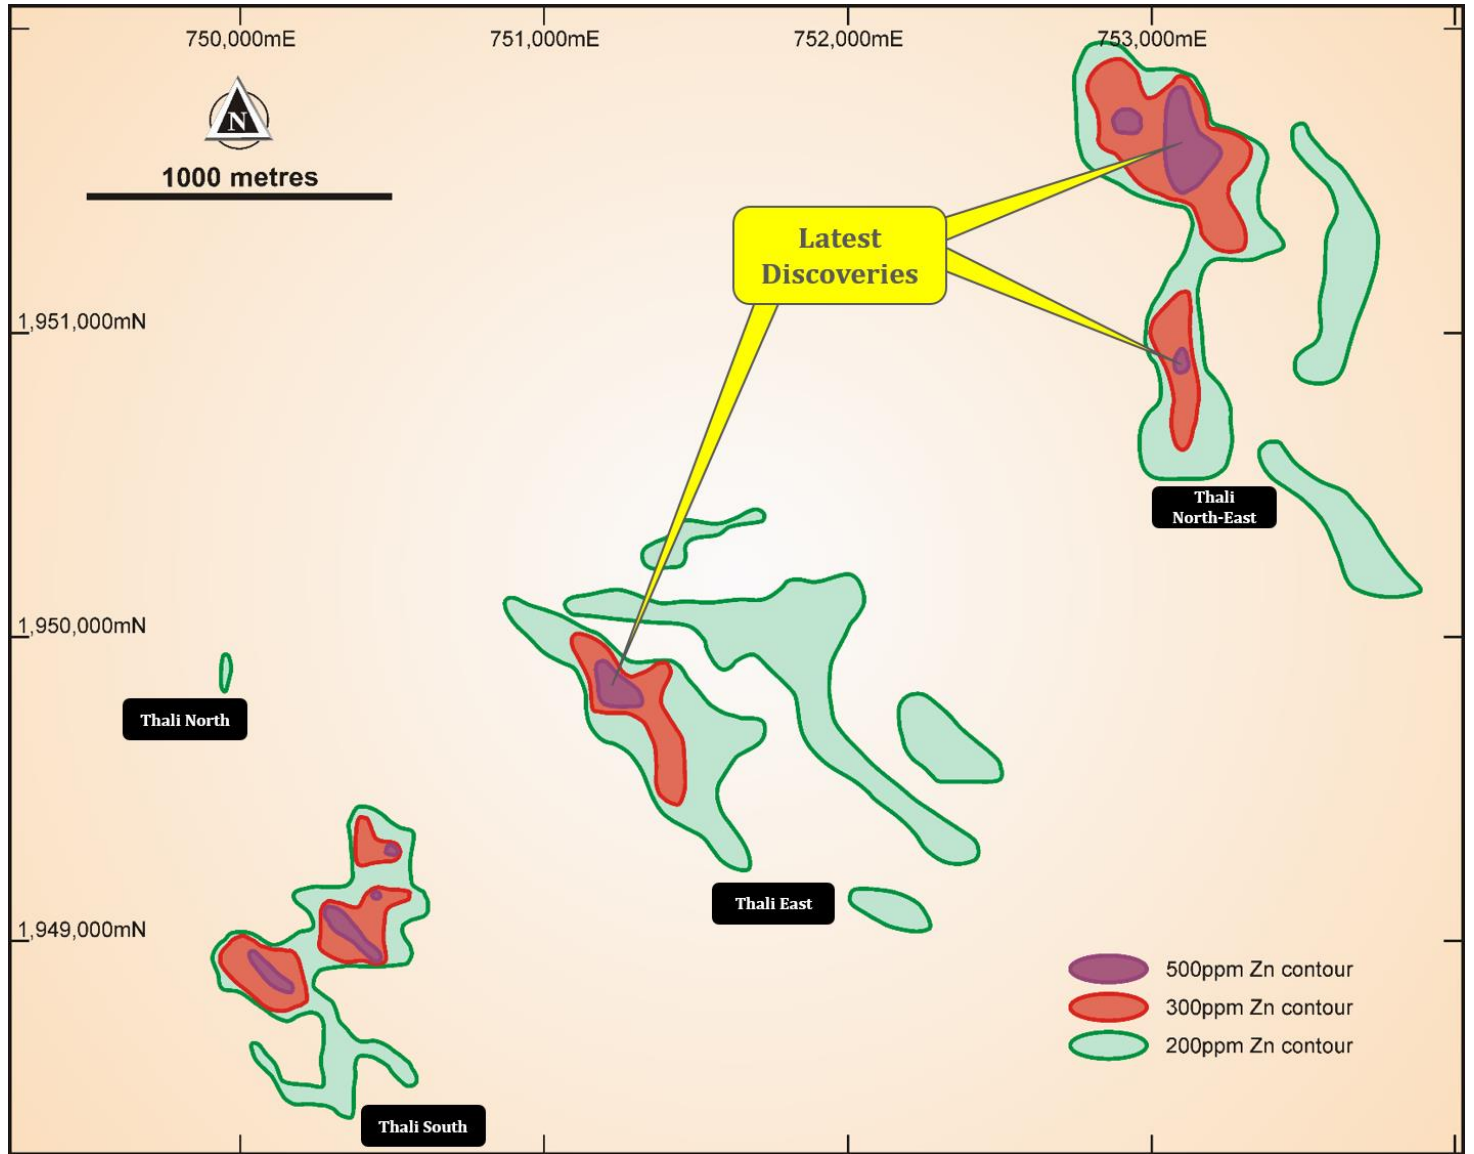 750,000mE
751,000mE
752,000mE
753,000mE
N
1000 metres
Latest
Discoveries
1,951,000mN
Thali
North-East
1,950,000mN
Thali North
Thali East
1,949,000mN
500ppm Zn contour
300ppm Zn contour
200ppm Zn contour
Thali South